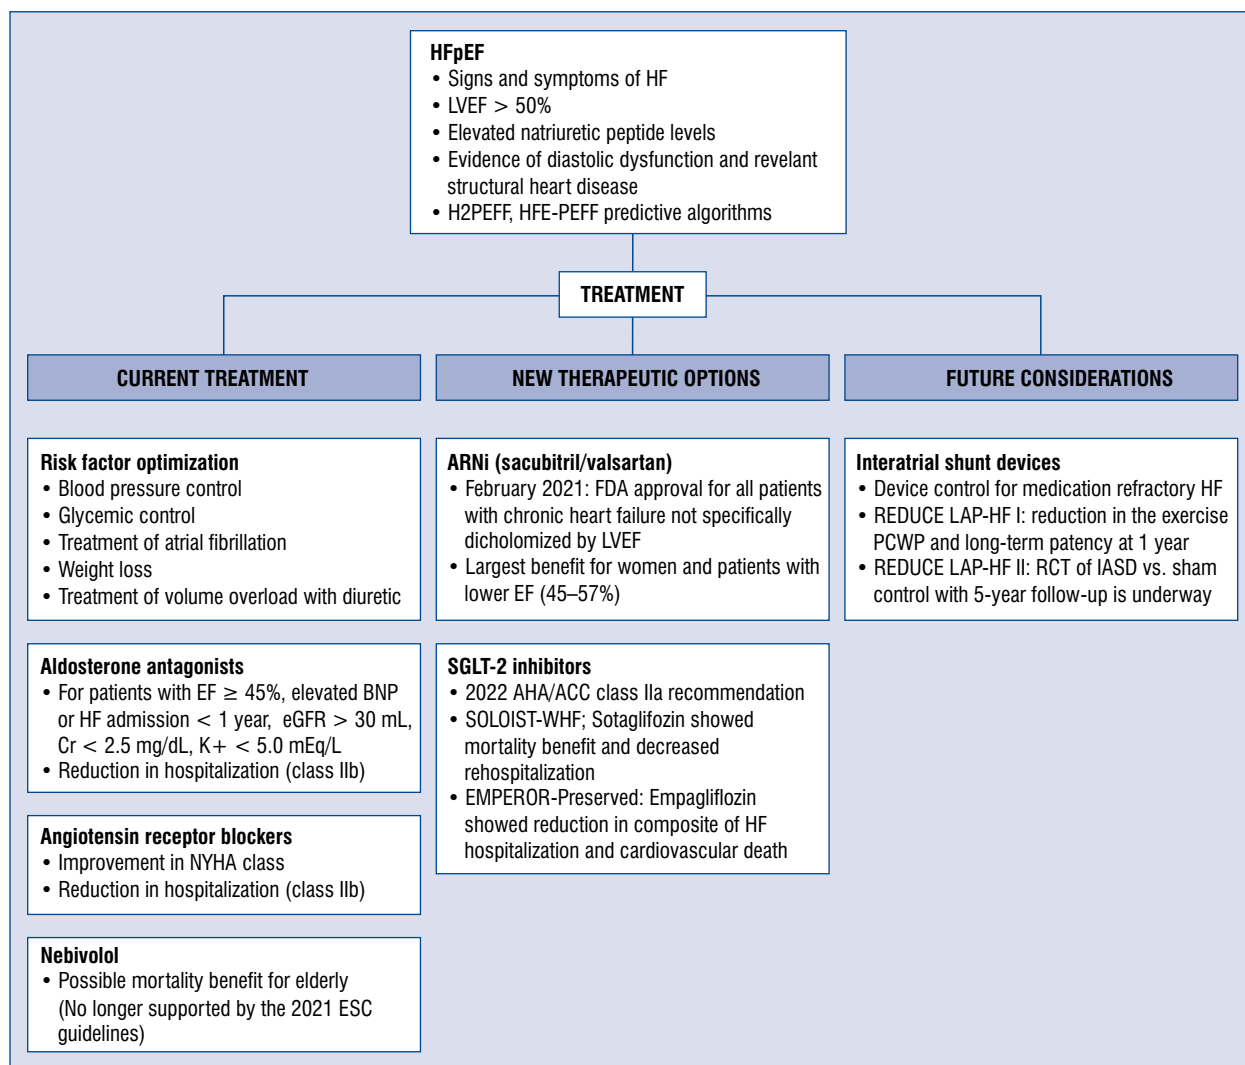 HFpEF
• Signs and symptoms of HF
• LVEF > 50%
• Elevated natriuretic peptide levels
• Evidence of diastolic dysfunction and revelant
structural heart disease
• H2PEFF, HFE-PEFF predictive algorithms
TREATMENT
CURRENT TREATMENT
Risk factor optimization
• Blood pressure control
• Glycemic control
• Treatment of atrial fibrillation
• Weight loss
• Treatment of volume overload with diuretic
Aldosterone antagonists
• For patients with EF ≥ 45%, elevated BNP
or HF admission < 1 year, eGFR > 30 mL,
Cr < 2.5 mg/dL, K+ < 5.0 mEq/L
• Reduction in hospitalization (class IIb)
Angiotensin receptor blockers
• Improvement in NYHA class
• Reduction in hospitalization (class IIb)
Nebivolol
• Possible mortality benefit for elderly
(No longer supported by the 2021 ESC
guidelines)
NEW THERAPEUTIC OPTIONS
ARNi (sacubitril/valsartan)
• February 2021: FDA approval for all patients
with chronic heart failure not specifically
dicholomized by LVEF
• Largest benefit for women and patients with
lower EF (45–57%)
SGLT-2 inhibitors
• 2022 AHA/ACC class IIa recommendation
• SOLOIST-WHF; Sotaglifozin showed
mortality benefit and decreased
rehospitalization
• EMPEROR-Preserved: Empagliflozin
showed reduction in composite of HF
hospitalization and cardiovascular death
FUTURE CONSIDERATIONS
Interatrial shunt devices
• Device control for medication refractory HF
• REDUCE LAP-HF I: reduction in the exercise
PCWP and long-term patency at 1 year
• REDUCE LAP-HF II: RCT of IASD vs. sham
control with 5-year follow-up is underway